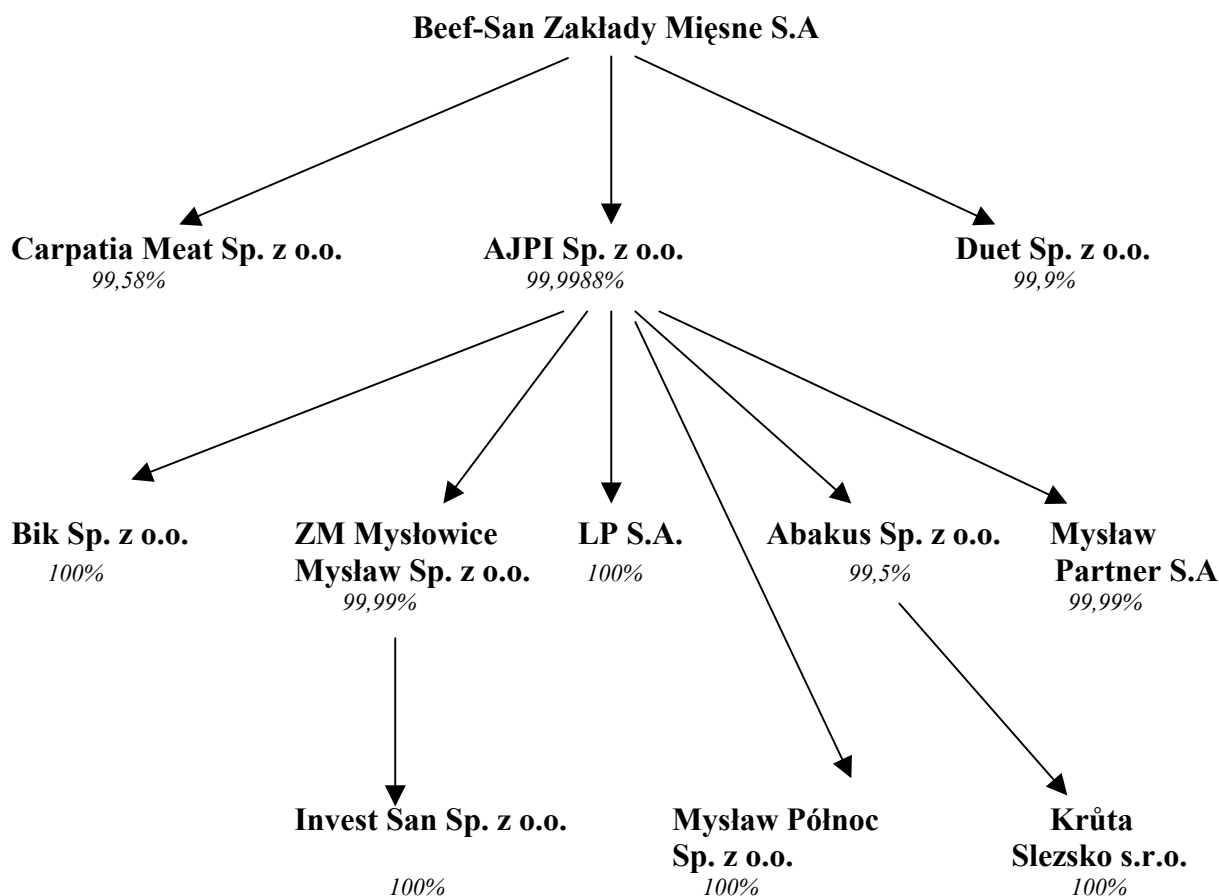 Beef-San Zakłady Mięsne S.A
Carpatia Meat Sp. z o.o.
99,58%
AJPI Sp. z o.o.
99,9988%
Duet Sp. z o.o.
99,9%
Bik Sp. z o.o.
100%
ZM Mysłowice
Mysław Sp. z o.o.
99,99%
LP S.A.
100%
Abakus Sp. z o.o.
99,5%
Mysław
Partner S.A
99,99%
Invest San Sp. z o.o.
100%
Mysław Północ
Sp. z o.o.
100%
Krůta
Slezsko s.r.o.
100%